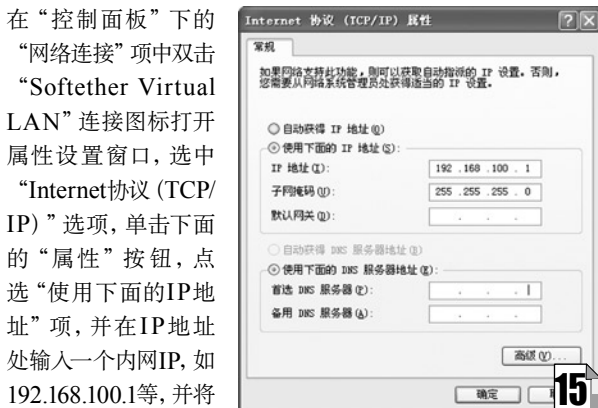 在“控制面板”下的
“网络连接”项中双击
“Softether Virtual
LAN”连接图标打开
属性设置窗口，选中
“Internet协议（TCP/
IP）”选项，单击下面
的“属性”按钮，点
选“使用下面的IP地
址”项，并在IP地址
处输入一个内网IP，如
192.168.100.1等，并将
Internet 协议 (TCP/IP) 属性
常规
如果网络支持此功能，则可以获取自动指派的 IP 设置。否则，
您需要从网络系统管理员处获得适当的 IP 设置。
自动获得 IP 地址(O)
使用下面的 IP 地址(S):
IP 地址(I): 192 .168 .100 . 1
子网掩码(U): 255 .255 .255 . 0
默认网关(D): . . .
自动获得 DNS 服务器地址(B)
使用下面的 DNS 服务器地址(E):
首选 DNS 服务器(P): . . .
备用 DNS 服务器(A): . . .
高级(V)...
确定
15